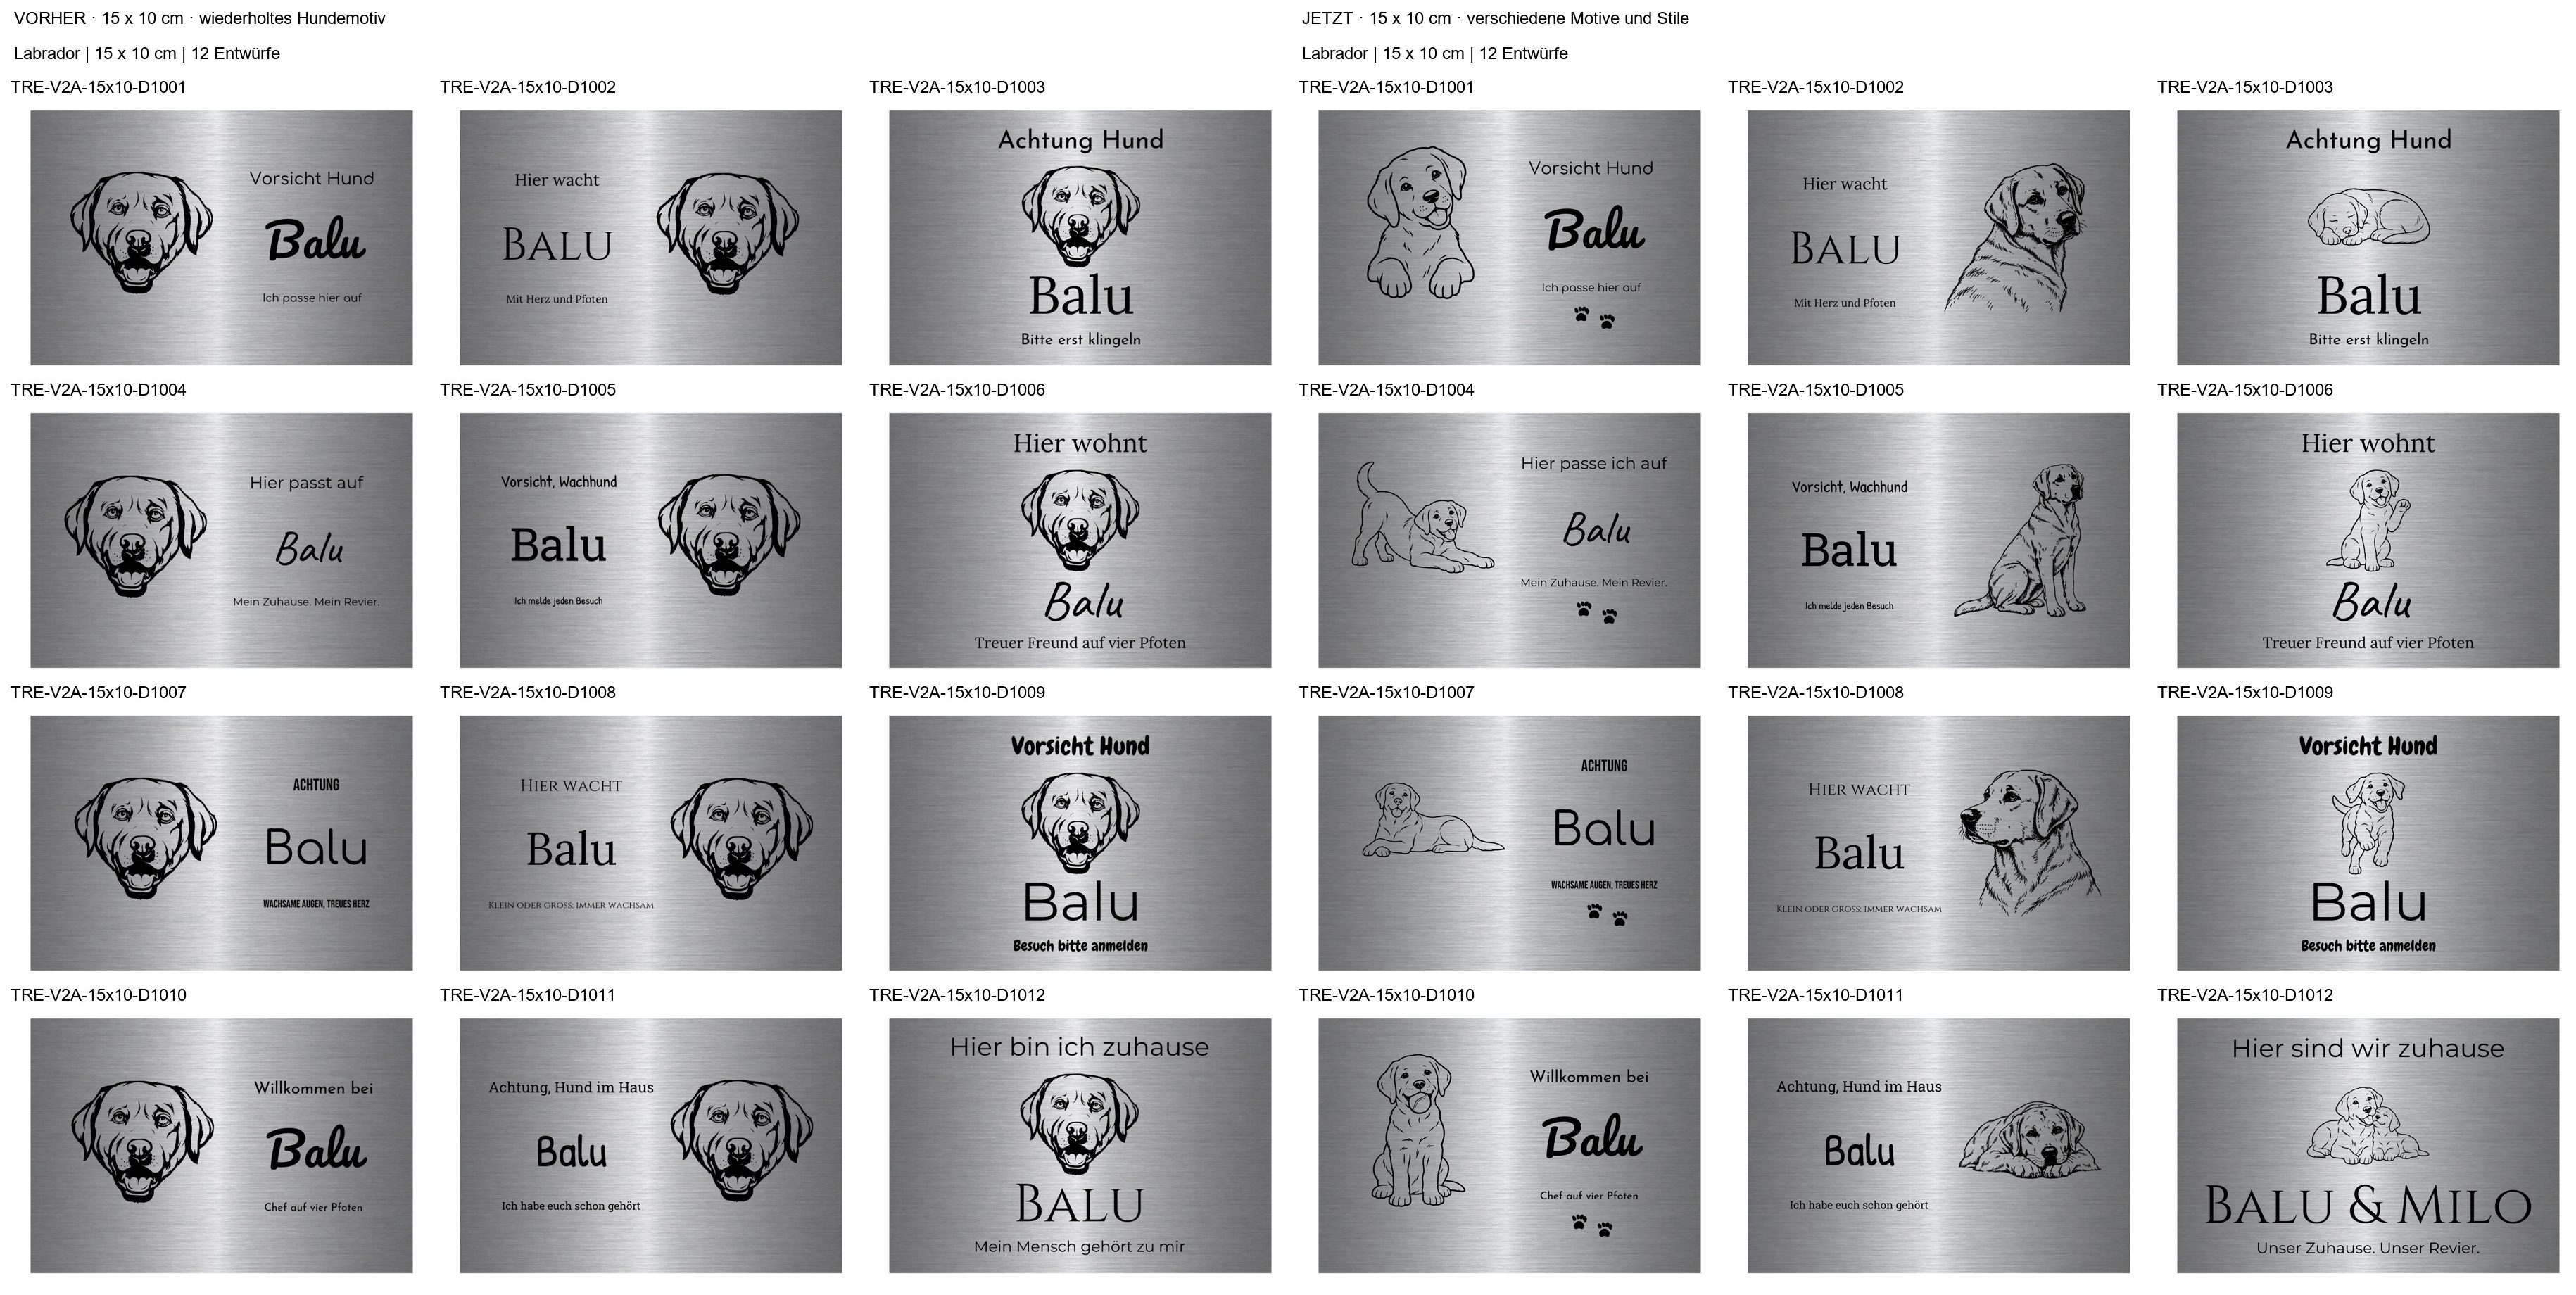 VORHER · 15 x 10 cm · wiederholtes Hundemotiv
Labrador | 15 x 10 cm | 12 Entwürfe
TRE-V2A-15x10-D1001
Vorsicht Hund
Balu
Ich passe hier auf
TRE-V2A-15x10-D1002
Hier wacht
BALU
Mit Herz und Pfoten
TRE-V2A-15x10-D1003
Achtung Hund
Balu
Bitte erst klingeln
TRE-V2A-15x10-D1004
Hier passt auf
Balu
Mein Zuhause. Mein Revier.
TRE-V2A-15x10-D1005
Vorsicht, Wachhund
Balu
Ich melde jeden Besuch
TRE-V2A-15x10-D1006
Hier wohnt
Balu
Treuer Freund auf vier Pfoten
TRE-V2A-15x10-D1007
ACHTUNG
Balu
WACHSAME AUGEN, TREUES HERZ
TRE-V2A-15x10-D1008
HIER WACHT
Balu
KLEIN ODER GROSS: IMMER WACHSAM
TRE-V2A-15x10-D1009
Vorsicht Hund
Balu
Besuch bitte anmelden
TRE-V2A-15x10-D1010
Willkommen bei
Balu
Chef auf vier Pfoten
TRE-V2A-15x10-D1011
Achtung, Hund im Haus
Balu
Ich habe euch schon gehört
TRE-V2A-15x10-D1012
Hier bin ich zuhause
BALU
Mein Mensch gehört zu mir
JETZT · 15 x 10 cm · verschiedene Motive und Stile
Labrador | 15 x 10 cm | 12 Entwürfe
TRE-V2A-15x10-D1001
Vorsicht Hund
Balu
Ich passe hier auf
TRE-V2A-15x10-D1002
Hier wacht
BALU
Mit Herz und Pfoten
TRE-V2A-15x10-D1003
Achtung Hund
Balu
Bitte erst klingeln
TRE-V2A-15x10-D1004
Hier passe ich auf
Balu
Mein Zuhause. Mein Revier.
TRE-V2A-15x10-D1005
Vorsicht, Wachhund
Balu
Ich melde jeden Besuch
TRE-V2A-15x10-D1006
Hier wohnt
Balu
Treuer Freund auf vier Pfoten
TRE-V2A-15x10-D1007
ACHTUNG
Balu
WACHSAME AUGEN, TREUES HERZ
TRE-V2A-15x10-D1008
HIER WACHT
Balu
KLEIN ODER GROSS: IMMER WACHSAM
TRE-V2A-15x10-D1009
Vorsicht Hund
Balu
Besuch bitte anmelden
TRE-V2A-15x10-D1010
Willkommen bei
Balu
Chef auf vier Pfoten
TRE-V2A-15x10-D1011
Achtung, Hund im Haus
Balu
Ich habe euch schon gehört
TRE-V2A-15x10-D1012
Hier sind wir zuhause
BALU & MILO
Unser Zuhause. Unser Revier.